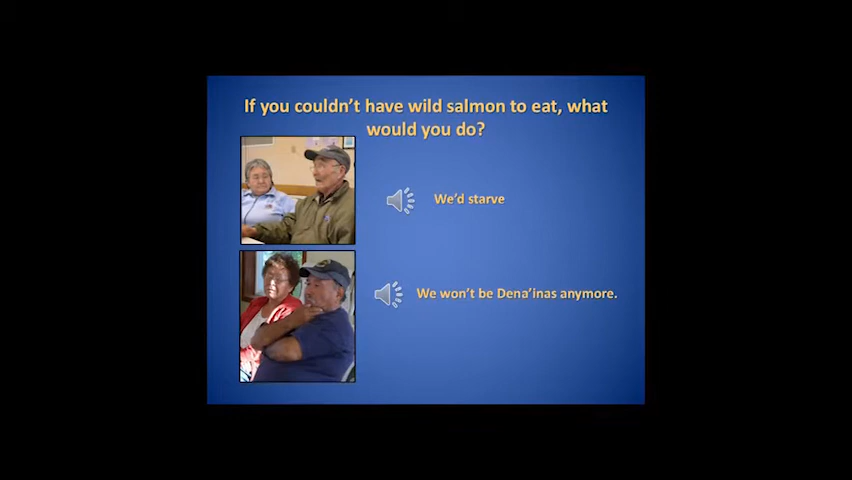 If you couldn't have wild salmon to eat, what
would you do?
We'd starve
We won't be Dena'inas anymore.